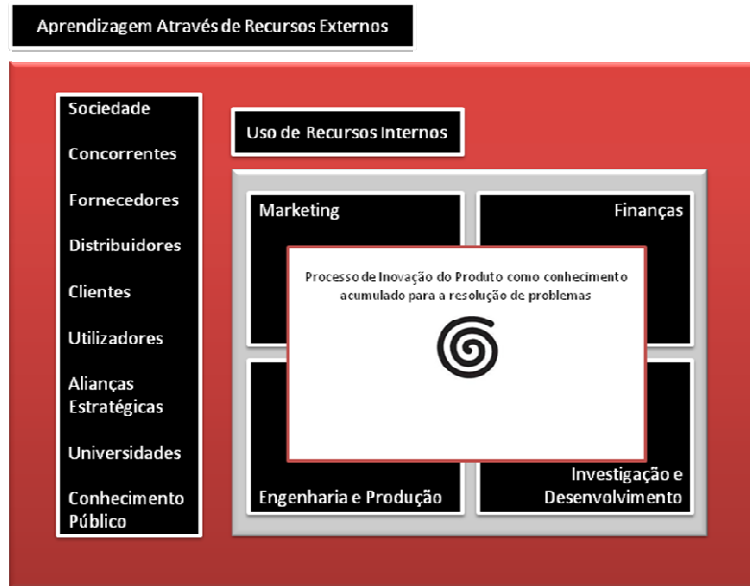 Aprendizagem Através de Recursos Externos
Sociedade
Concorrentes
Fornecedores
Distribuidores
Clientes
Utilizadores
Alianças
Estratégicas
Universidades
Conhecimento
Público
Uso de Recursos Internos
Marketing
Finanças
Processo de Inovação do Produto como conhecimento
acumulado para a resolução de problemas
Engenharia e Produção
Investigação e
Desenvolvimento